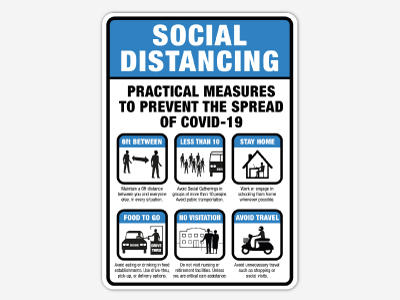 SOCIAL
DISTANCING
PRACTICAL MEASURES
TO PREVENT THE SPREAD
OF COVID-19
6ft BETWEEN
LESS THAN 10
STAY HOME
Maintain a 6ft distance
between you and everyone
else, in every situation.
Avoid Social Gatherings in
groups of more than 10 people.
Avoid public transportation.
Work or engage in
schooling from home
whenever possible.
FOOD TO GO
NO VISITATION
AVOID TRAVEL
Avoid eating or drinking in food
establishments. Use drive thru,
pick-up, or delivery options.
Do not visit nursing or
retirement facilities. Unless
you are critical care assistance.
Avoid unnecessary travel
such as shopping or
social visits.